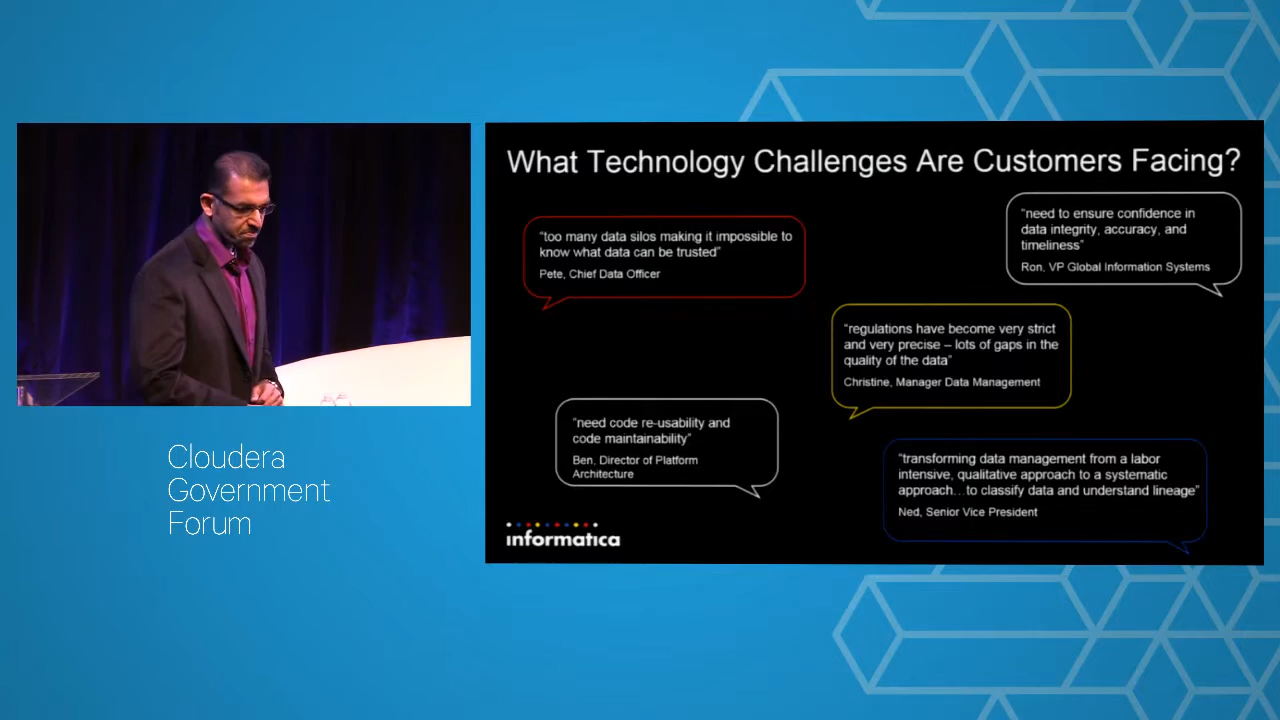 What Technology Challenges Are Customers Facing?
“too many data silos making it impossible to
know what data can be trusted”
Pete, Chief Data Officer
“need to ensure confidence in
data integrity, accuracy, and
timeliness”
Ron, VP Global Information Systems
“regulations have become very strict
and very precise – lots of gaps in the
quality of the data”
Christine, Manager Data Management
“need code re-usability and
code maintainability”
Ben, Director of Platform
Architecture
“transforming data management from a labor
intensive, qualitative approach to a systematic
approach…to classify data and understand lineage”
Ned, Senior Vice President
informatica
Cloudera
Government
Forum